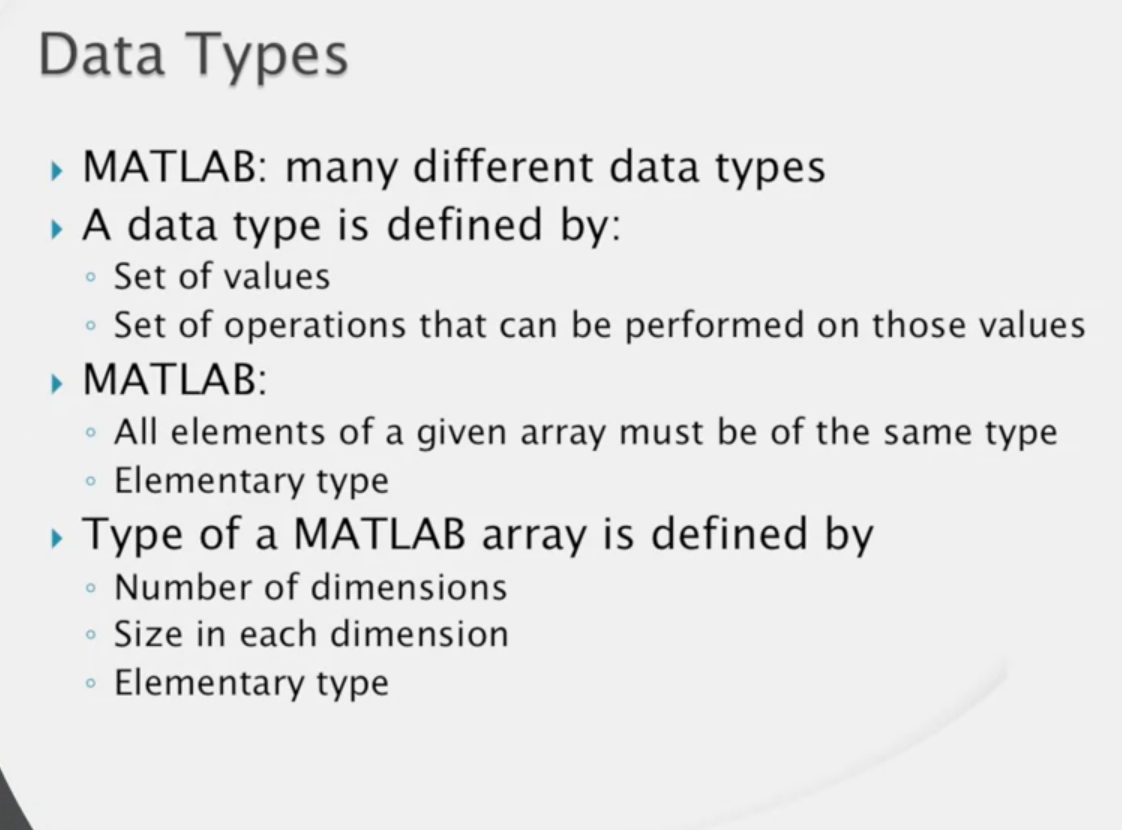 Data Types
MATLAB: many different data types
A data type is defined by:
Set of values
Set of operations that can be performed on those values
MATLAB:
All elements of a given array must be of the same type
Elementary type
Type of a MATLAB array is defined by
Number of dimensions
Size in each dimension
Elementary type